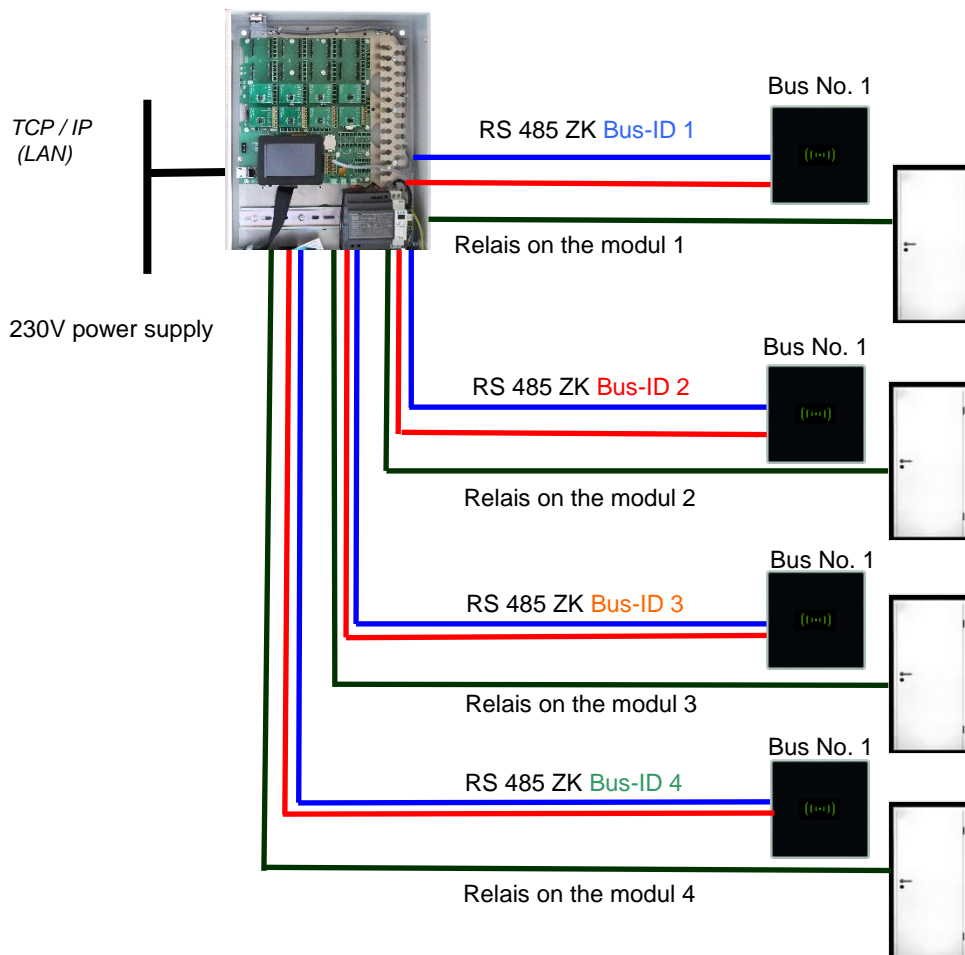 Bus No. 1
TCP / IP
(LAN)
RS 485 ZK Bus-ID 1
Relais on the modul 1
230V power supply
Bus No. 1
RS 485 ZK Bus-ID 2
Relais on the modul 2
Bus No. 1
RS 485 ZK Bus-ID 3
Relais on the modul 3
Bus No. 1
RS 485 ZK Bus-ID 4
Relais on the modul 4